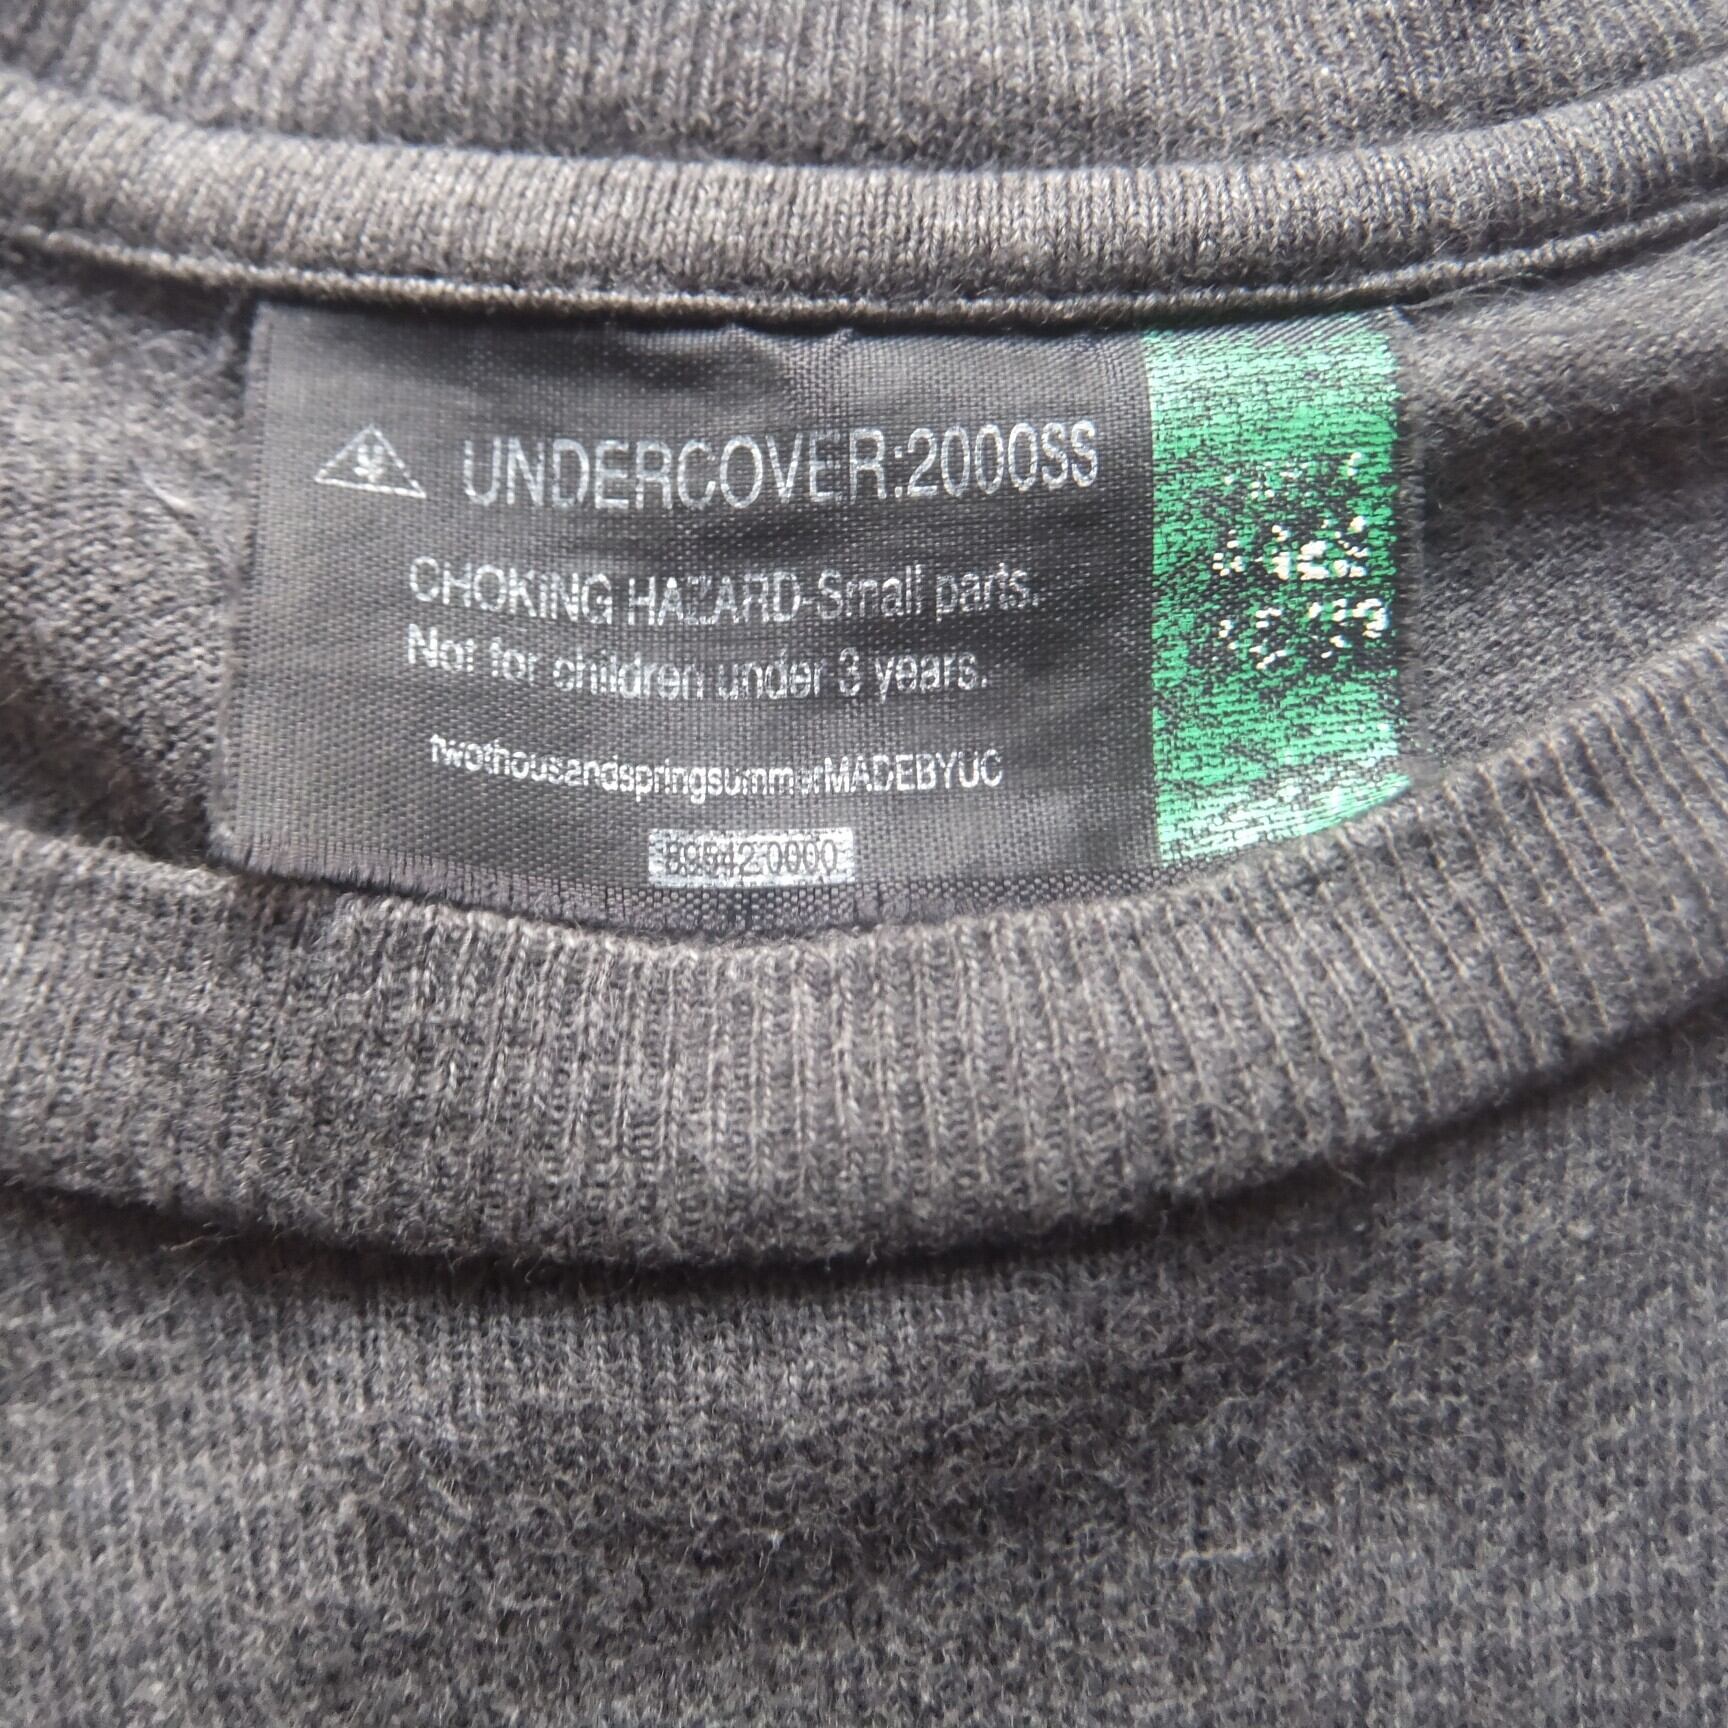 UNDERCOVER:2000SS
CHOKING HAZARD-Small parts.
Not for children under 3 years.
twothousandspringsummerMADEBYUC